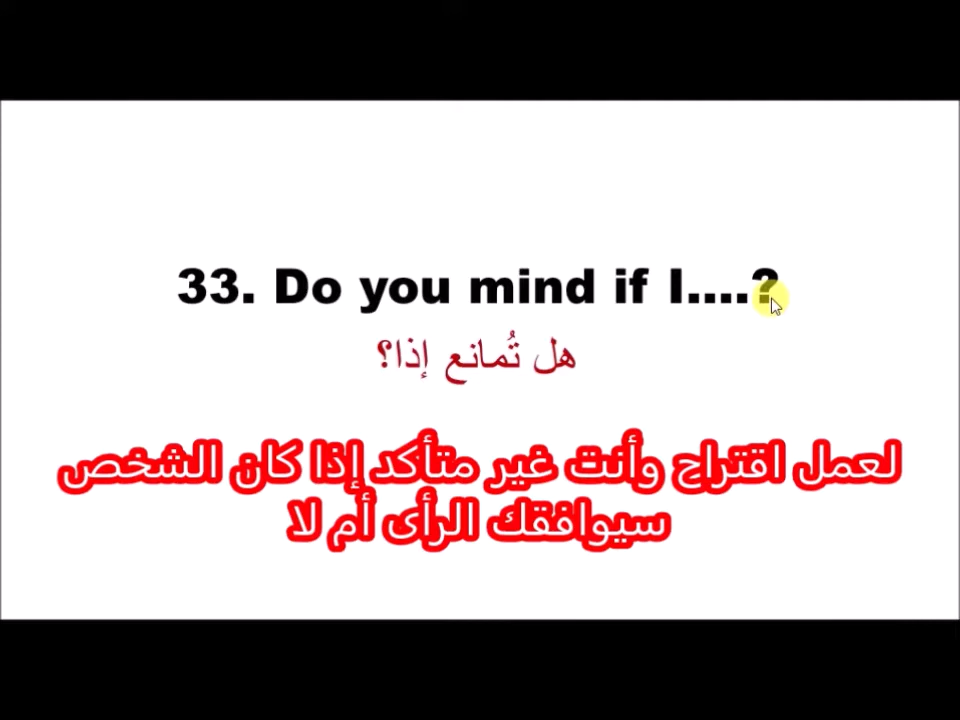 33. Do you mind if I....?
هل تُمانع إذا؟
لعمل اقتراح وأنت غير متأكد إذا كان الشخص
سيوافقك الرأى أم لا